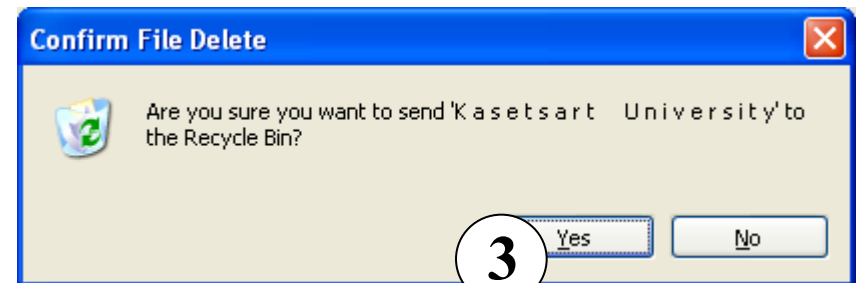 Confirm File Delete
Are you sure you want to send 'K a s e t s a r t   U n i v e r s i t y' to
the Recycle Bin?
3 Yes No